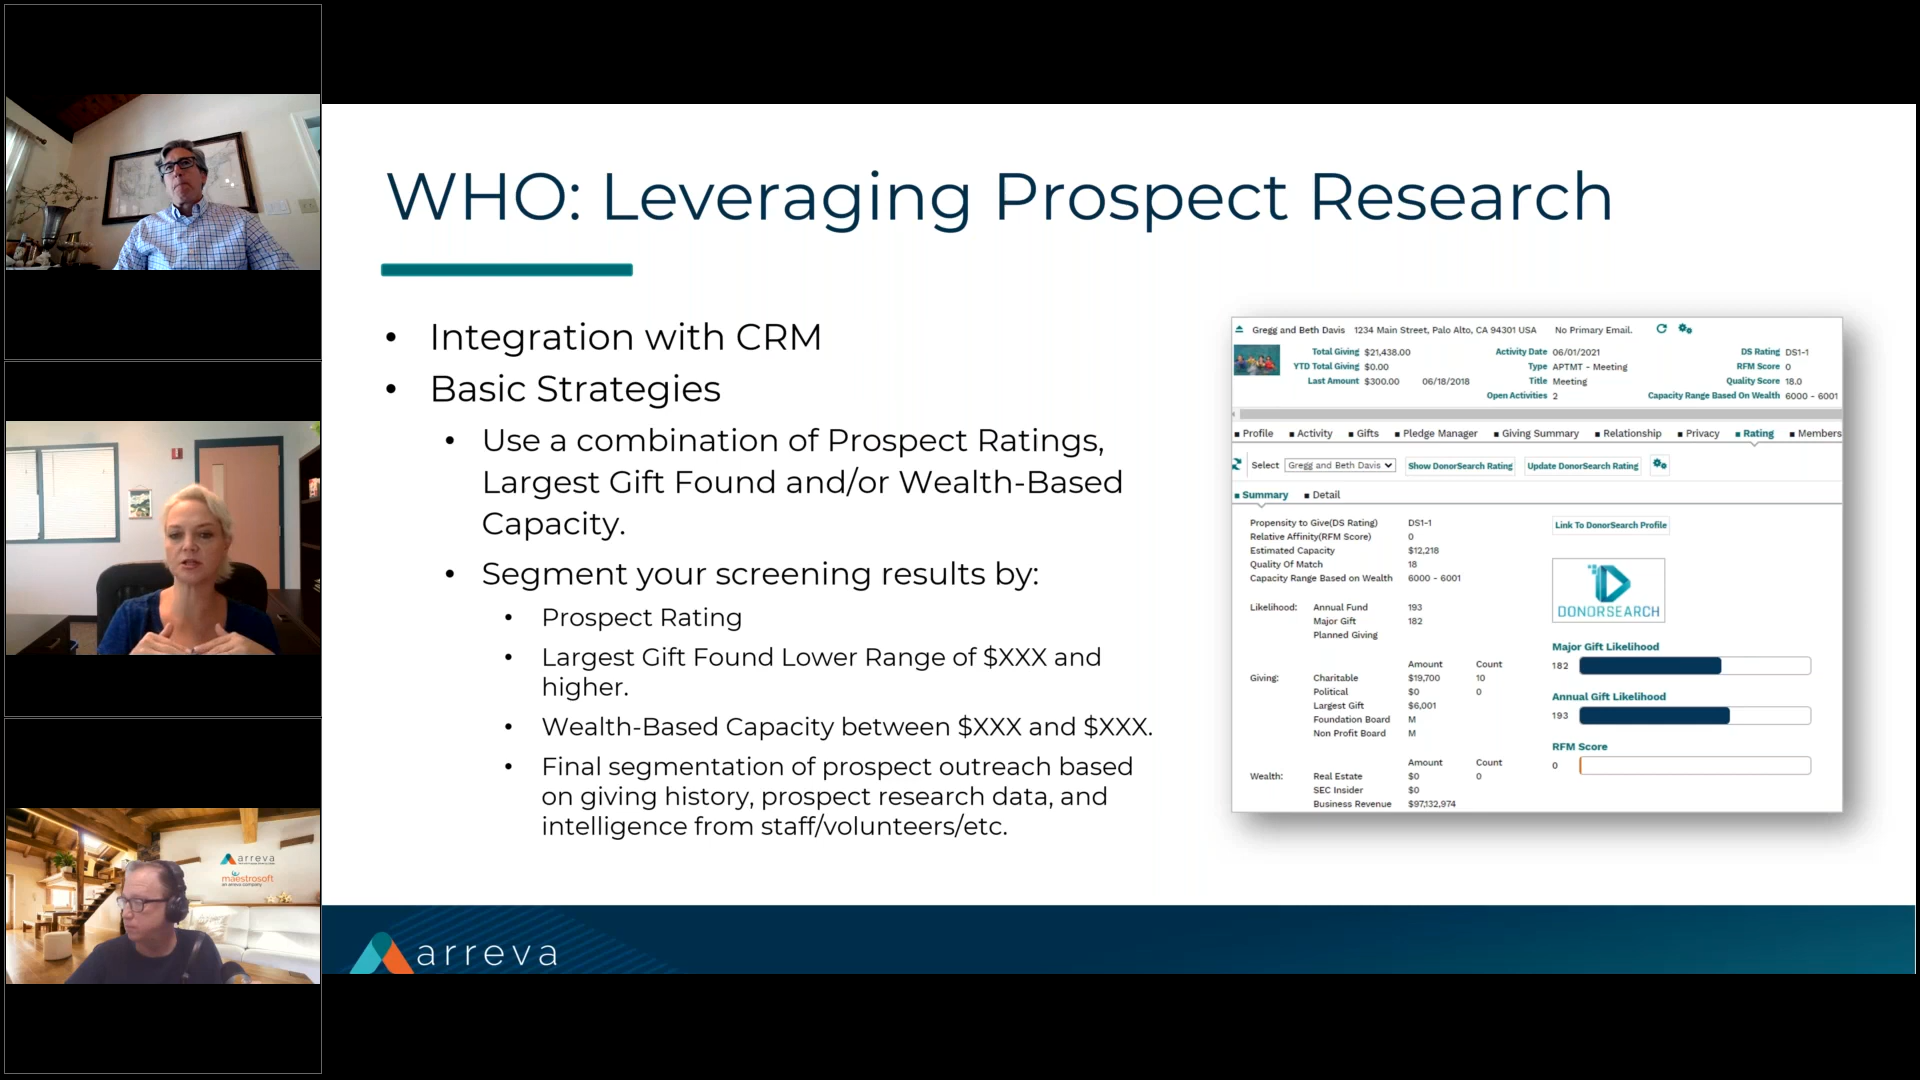 WHO: Leveraging Prospect Research
• Integration with CRM
• Basic Strategies
• Use a combination of Prospect Ratings,
Largest Gift Found and/or Wealth-Based
Capacity.
• Segment your screening results by:
• Prospect Rating
• Largest Gift Found Lower Range of $XXX and
higher.
• Wealth-Based Capacity between $XXX and $XXX.
• Final segmentation of prospect outreach based
on giving history, prospect research data, and
intelligence from staff/volunteers/etc.
Gregg and Beth Davis 1234 Main Street, Palo Alto, CA 94301 USA No Primary Email.
Total Giving $21,438.00 Activity Date 06/01/2021 DS Rating DS1-1
YTD Total Giving $0.00 Type APTMT - Meeting RFM Score 0
Last Amount $300.00 06/18/2018 Title Meeting Quality Score 18.0
Open Activities 2 Capacity Range Based On Wealth 6000 - 6001
Profile Activity Gifts Pledge Manager Giving Summary Relationship Privacy Rating Members
Select Gregg and Beth Davis Show DonorSearch Rating Update DonorSearch Rating
Summary Detail
Propensity to Give(DS Rating) DS1-1
Relative Affinity(RFM Score) 0
Estimated Capacity $12,218
Quality Of Match 18
Capacity Range Based on Wealth 6000 - 6001
Likelihood: Annual Fund 193
Major Gift 182
Planned Giving
Amount Count
Giving: Charitable $19,700 10
Political $0 0
Largest Gift $6,001
Foundation Board M
Non Profit Board M
Amount Count
Wealth: Real Estate $0 0
SEC Insider $0
Business Revenue $97,132,974
Link To DonorSearch Profile
DONORSEARCH
Major Gift Likelihood
182
Annual Gift Likelihood
193
RFM Score
0
arreva
arreva
maestrosoft
an arreva company